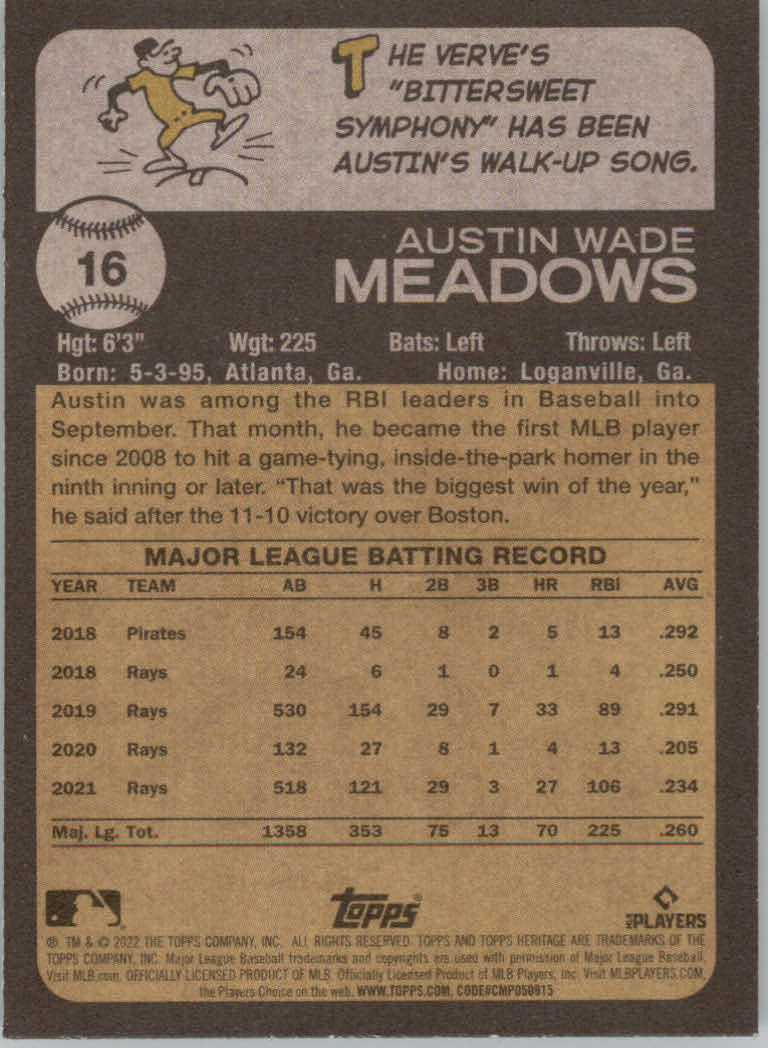 THE VERVE'S
"BITTERSWEET
SYMPHONY" HAS BEEN
AUSTIN'S WALK-UP SONG.
16
AUSTIN WADE
MEADOWS
Hgt: 6'3" Wgt: 225 Bats: Left Throws: Left
Born: 5-3-95, Atlanta, Ga. Home: Loganville, Ga.
Austin was among the RBI leaders in Baseball into
September. That month, he became the first MLB player
since 2008 to hit a game-tying, inside-the-park homer in the
ninth inning or later. "That was the biggest win of the year,"
he said after the 11-10 victory over Boston.
MAJOR LEAGUE BATTING RECORD
YEAR TEAM AB H 2B 3B HR RBI AVG
2018 Pirates 154 45 8 2 5 13 .292
2018 Rays 24 6 1 0 1 4 .250
2019 Rays 530 154 29 7 33 89 .291
2020 Rays 132 27 8 1 4 13 .205
2021 Rays 518 121 29 3 27 106 .234
Maj. Lg. Tot. 1358 353 75 13 70 225 .260
Topps®
MLB PLAYERS
®, TM & © 2022 THE TOPPS COMPANY, INC. ALL RIGHTS RESERVED. TOPPS AND TOPPS HERITAGE ARE TRADEMARKS OF THE
TOPPS COMPANY, INC. Major League Baseball trademarks and copyrights are used with permission of Major League Baseball.
Visit MLB.com. OFFICIALLY LICENSED PRODUCT OF MLB. Officially Licensed Product of MLB Players, Inc. Visit MLBPLAYERS.COM,
the Players Choice on the web. WWW.TOPPS.COM. CODE#CMP050915